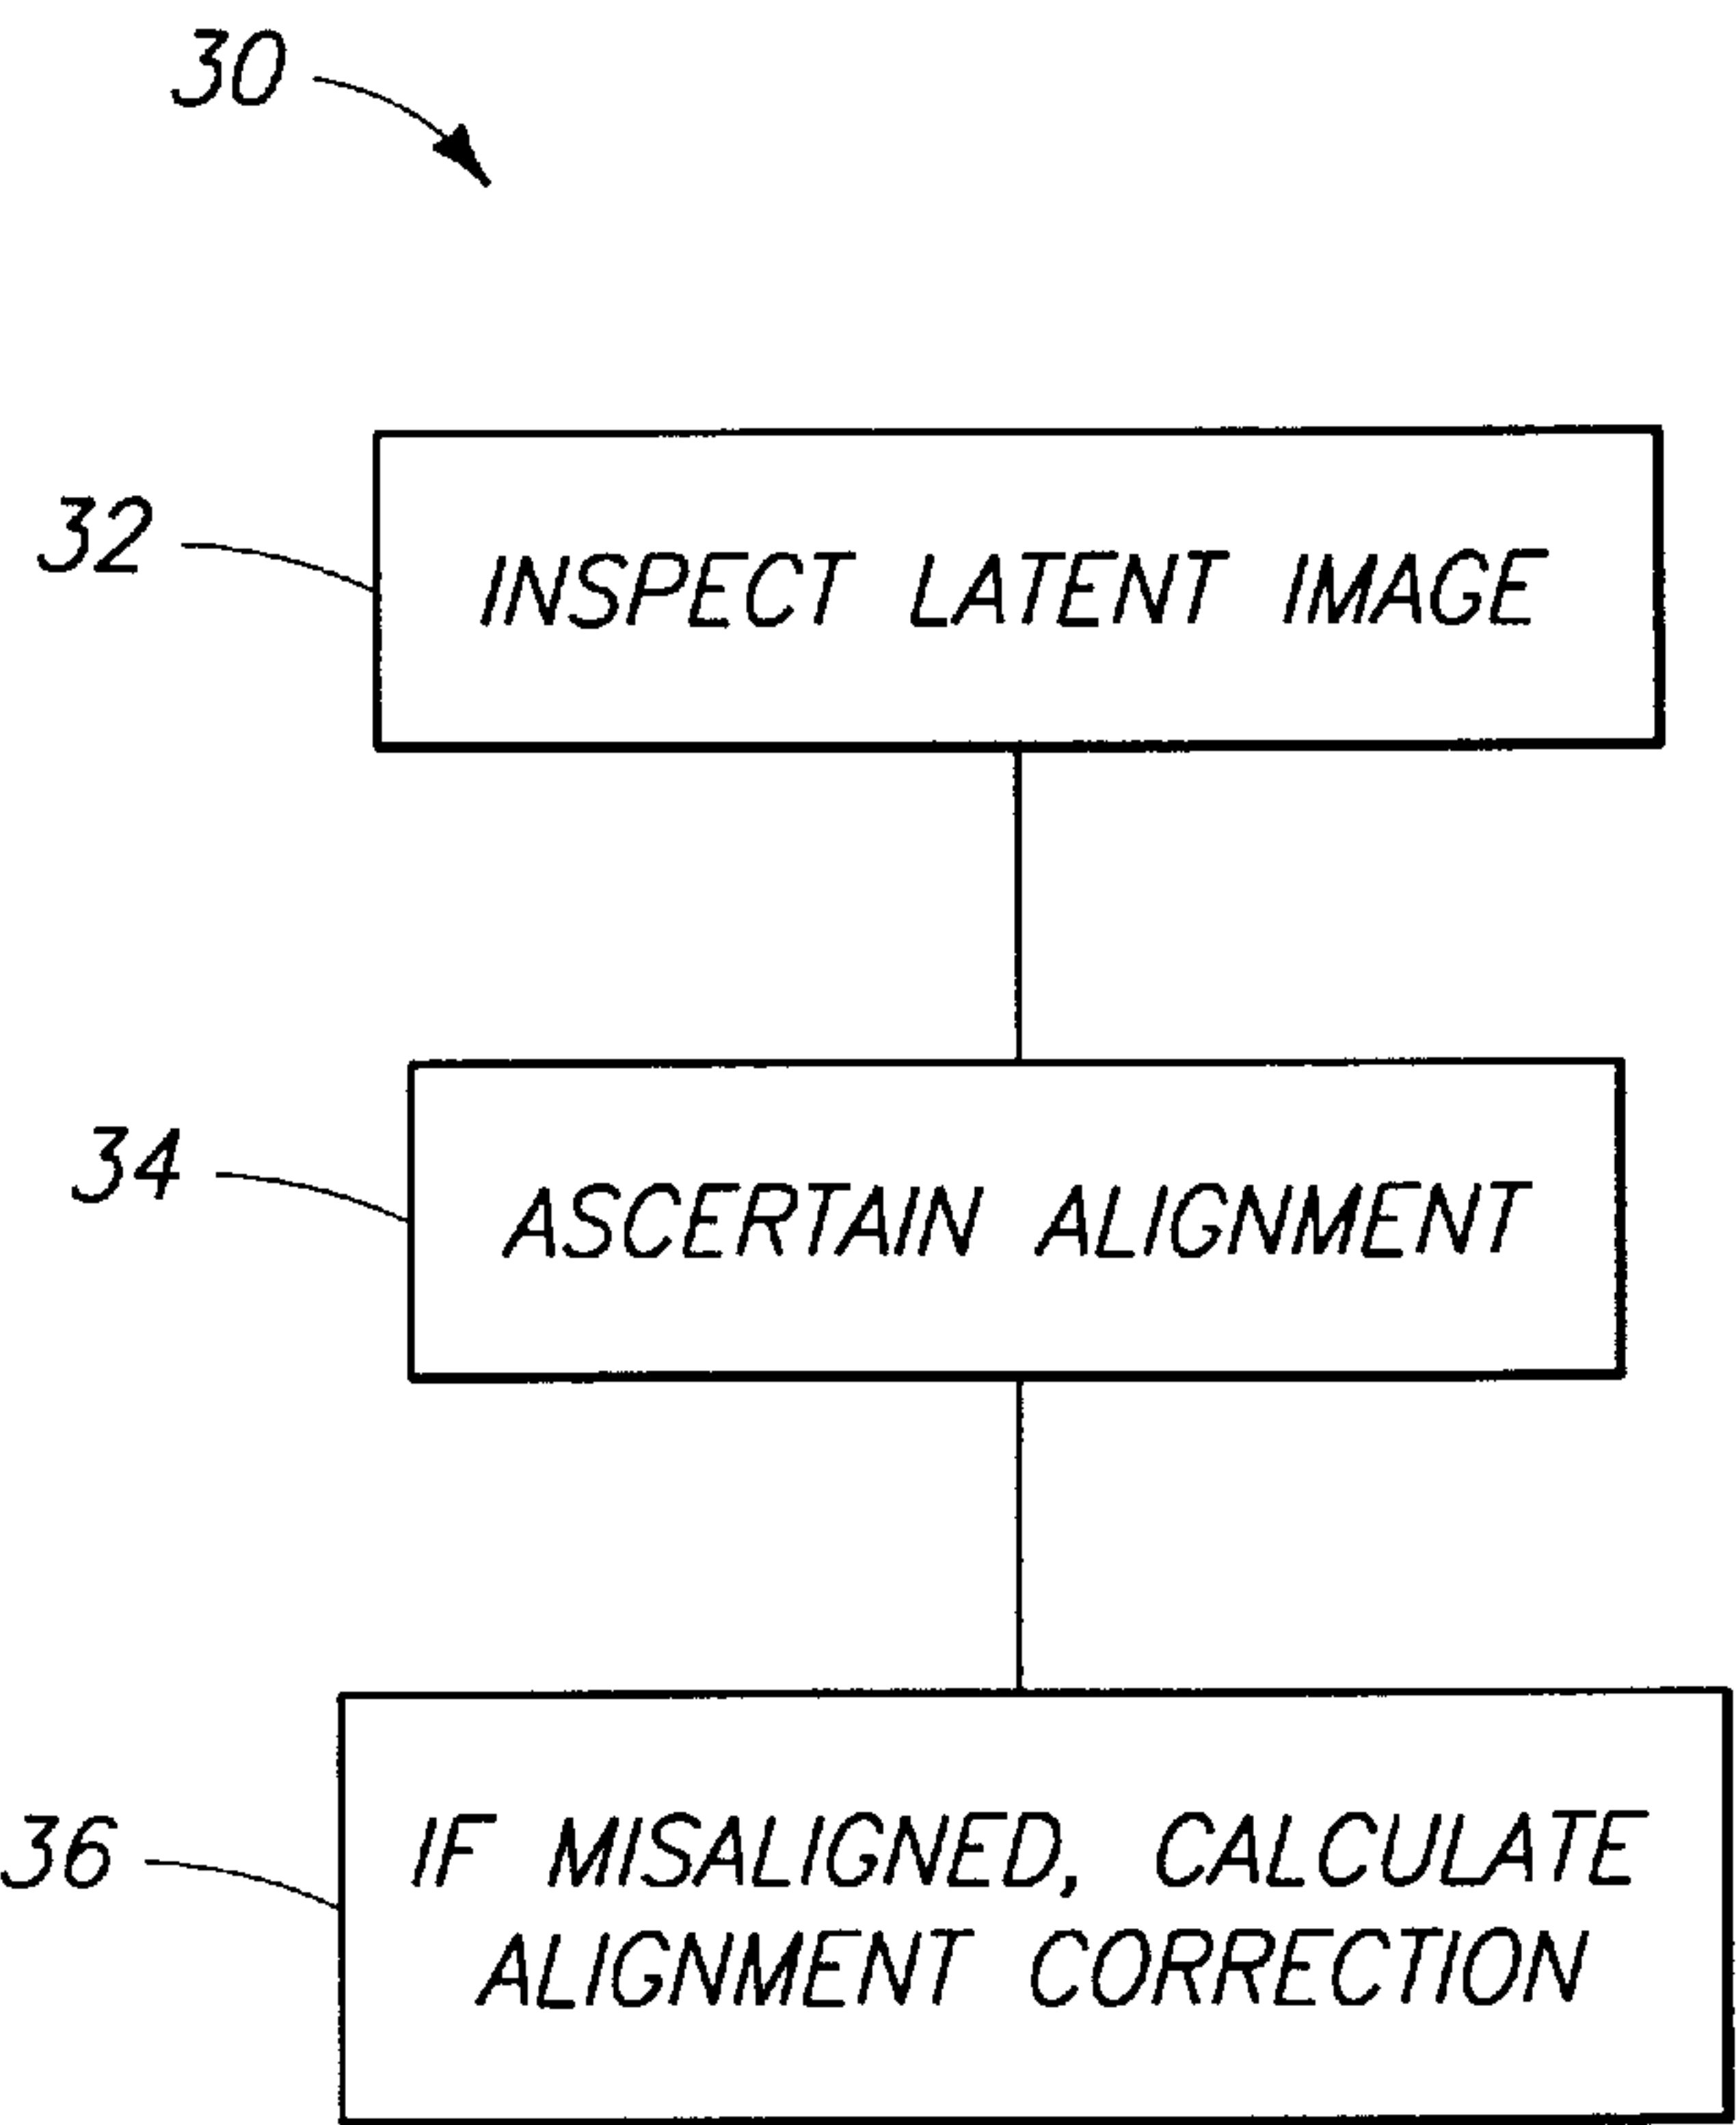 30
32
INSPECT LATENT IMAGE
34
ASCERTAIN ALIGNMENT
36
IF MISALIGNED, CALCULATE
ALIGNMENT CORRECTION